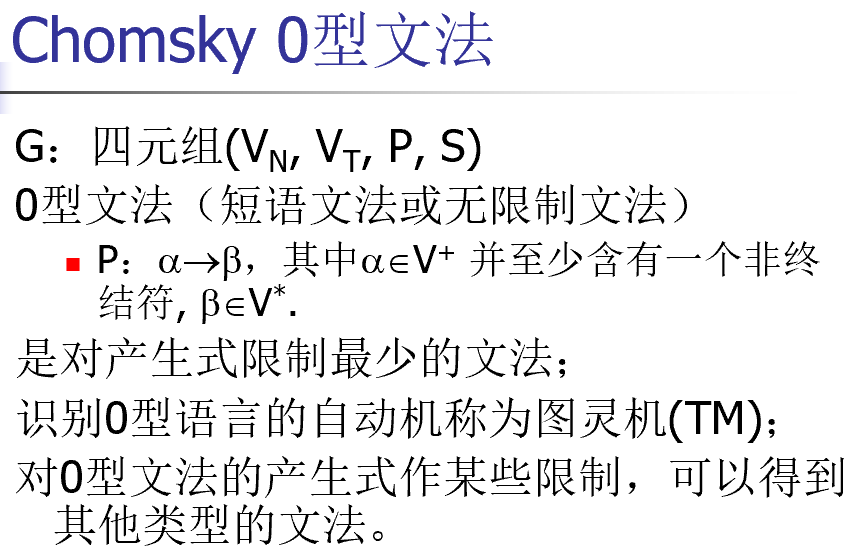 Chomsky 0型文法
G：四元组(V_N, V_T, P, S)
0型文法（短语文法或无限制文法）
■ P：α→β，其中α∈V⁺ 并至少含有一个非终
结符, β∈V*.
是对产生式限制最少的文法；
识别0型语言的自动机称为图灵机(TM)；
对0型文法的产生式作某些限制，可以得到
其他类型的文法。